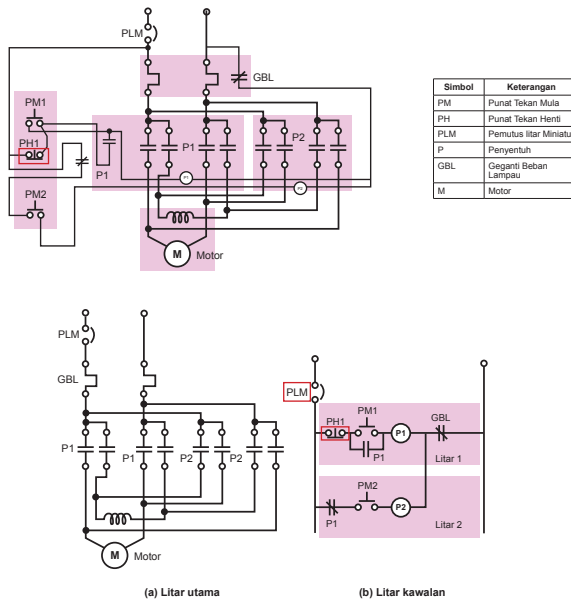 PLM
GBL
PM1
PH1
P1
PM2
P1
P2
P1
P2
M
Motor
Simbol Keterangan
PM Punat Tekan Mula
PH Punat Tekan Henti
PLM Pemutus litar Miniatu
P Penyentuh
GBL Geganti Beban
Lampau
M Motor
PLM
GBL
P1
P1
P2
P2
M
Motor
PLM
PH1
PM1
P1
GBL
P1
Litar 1
PM2
P1
P2
Litar 2
(a) Litar utama
(b) Litar kawalan